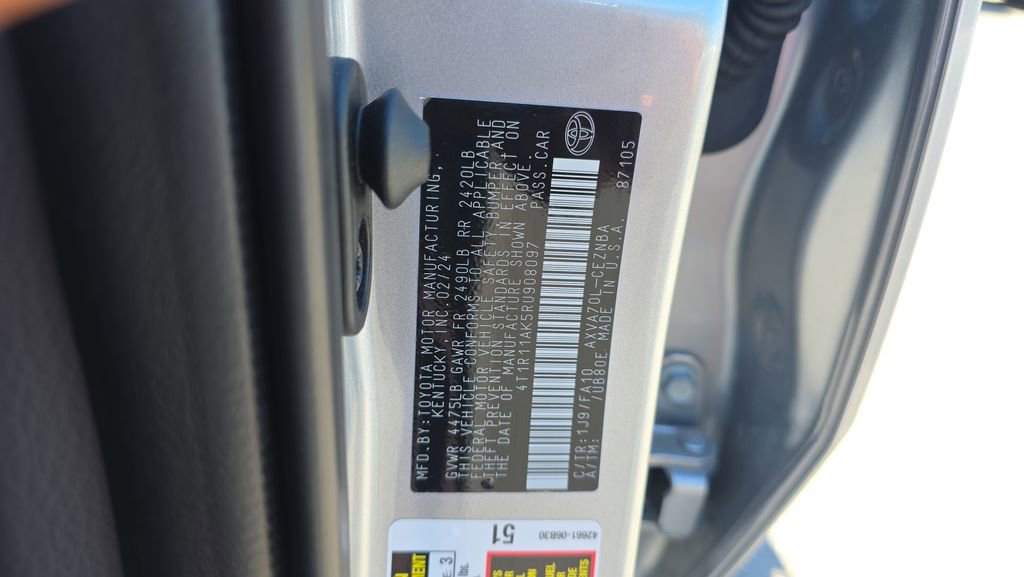 MFD.BY:TOYOTA MOTOR MANUFACTURING,
KENTUCKY,INC.02/24
GVWR 4475LB GAWR FR 2490LB RR 2420LB
THIS VEHICLE CONFORMS TO ALL APPLICABLE
FEDERAL MOTOR VEHICLE SAFETY,BUMPER,AND
THEFT PREVENTION STANDARDS IN EFFECT ON
THE DATE OF MANUFACTURE SHOWN ABOVE.
4T1R11AK5RU908097 PASS.CAR
C/TR:1J9/FA10 AXVA70L-CEZNBA
A/TM: /UB80E MADE IN U.S.A. 87105
51
42661-06B30